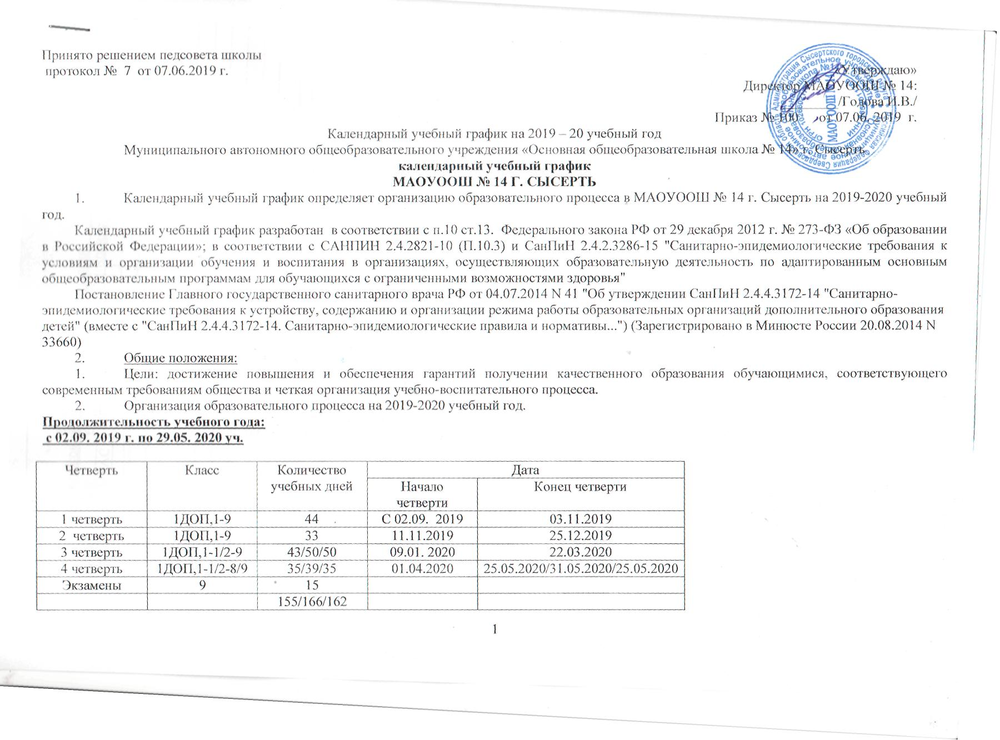 Принято решением педсовета школы
протокол № 7 от 07.06.2019 г.
«Утверждаю»
Директор МАОУООШ № 14:
/Годова И.В./
Приказ № 100 от 07.06. 2019 г.
Календарный учебный график на 2019 – 20 учебный год
Муниципального автономного общеобразовательного учреждения «Основная общеобразовательная школа № 14» г. Сысерть
календарный учебный график
МАОУООШ № 14 Г. СЫСЕРТЬ
1. Календарный учебный график определяет организацию образовательного процесса в МАОУООШ № 14 г. Сысерть на 2019-2020 учебный
год.
Календарный учебный график разработан в соответствии с п.10 ст.13. Федерального закона РФ от 29 декабря 2012 г. № 273-ФЗ «Об образовании
в Российской Федерации»; в соответствии с САНПИН 2.4.2821-10 (П.10.3) и СанПиН 2.4.2.3286-15 "Санитарно-эпидемиологические требования к
условиям и организации обучения и воспитания в организациях, осуществляющих образовательную деятельность по адаптированным основным
общеобразовательным программам для обучающихся с ограниченными возможностями здоровья"
Постановление Главного государственного санитарного врача РФ от 04.07.2014 N 41 "Об утверждении СанПиН 2.4.4.3172-14 "Санитарно-
эпидемиологические требования к устройству, содержанию и организации режима работы образовательных организаций дополнительного образования
детей" (вместе с "СанПиН 2.4.4.3172-14. Санитарно-эпидемиологические правила и нормативы...") (Зарегистрировано в Минюсте России 20.08.2014 N
33660)
2. Общие положения:
1. Цели: достижение повышения и обеспечения гарантий получении качественного образования обучающимися, соответствующего
современным требованиям общества и четкая организация учебно-воспитательного процесса.
2. Организация образовательного процесса на 2019-2020 учебный год.
Продолжительность учебного года:
с 02.09. 2019 г. по 29.05. 2020 уч.
Четверть Класс Количество Дата
учебных дней Начало Конец четверти
четверти
1 четверть 1ДОП,1-9 44 С 02.09. 2019 03.11.2019
2 четверть 1ДОП,1-9 33 11.11.2019 25.12.2019
3 четверть 1ДОП,1-1/2-9 43/50/50 09.01. 2020 22.03.2020
4 четверть 1ДОП,1-1/2-8/9 35/39/35 01.04.2020 25.05.2020/31.05.2020/25.05.2020
Экзамены 9 15
155/166/162
1